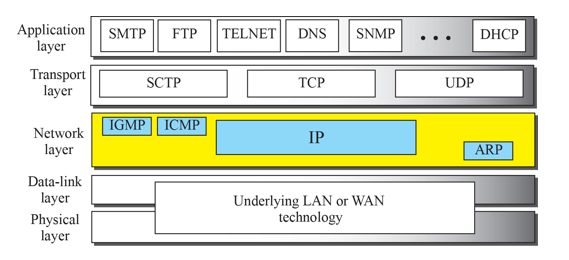 Application layer
SMTP FTP TELNET DNS SNMP • • • DHCP
Transport layer
SCTP TCP UDP
Network layer
IGMP ICMP IP ARP
Data-link layer
Underlying LAN or WAN
technology
Physical layer